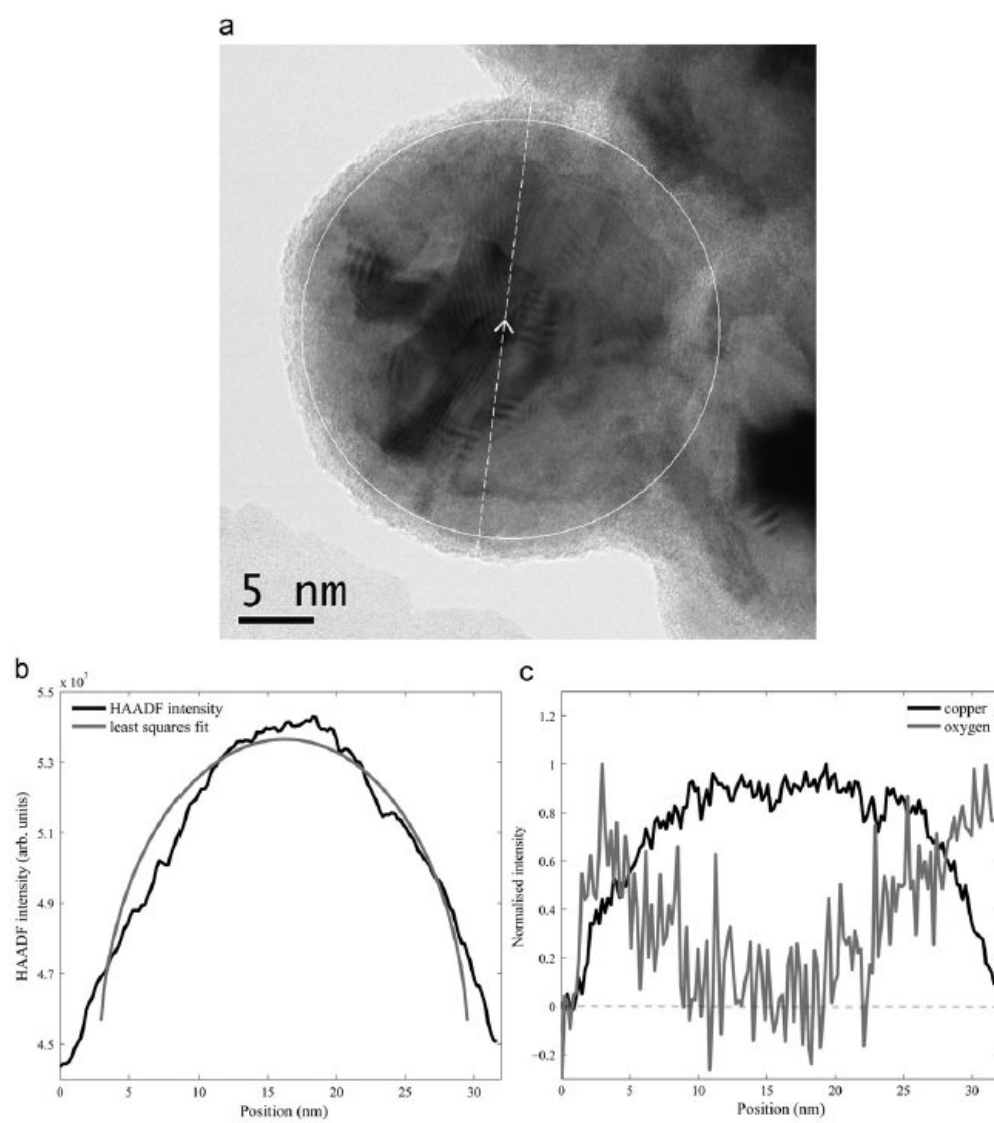 a
5 nm
b
x 10⁷
5.5
5.3
5.1
4.9
4.7
4.5
HAADF intensity (arb. units)
HAADF intensity
least squares fit
0
5
10
15
20
25
30
Position (nm)
c
1.2
1
0.8
0.6
0.4
0.2
0
-0.2
Normalised intensity
copper
oxygen
0
5
10
15
20
25
30
Position (nm)